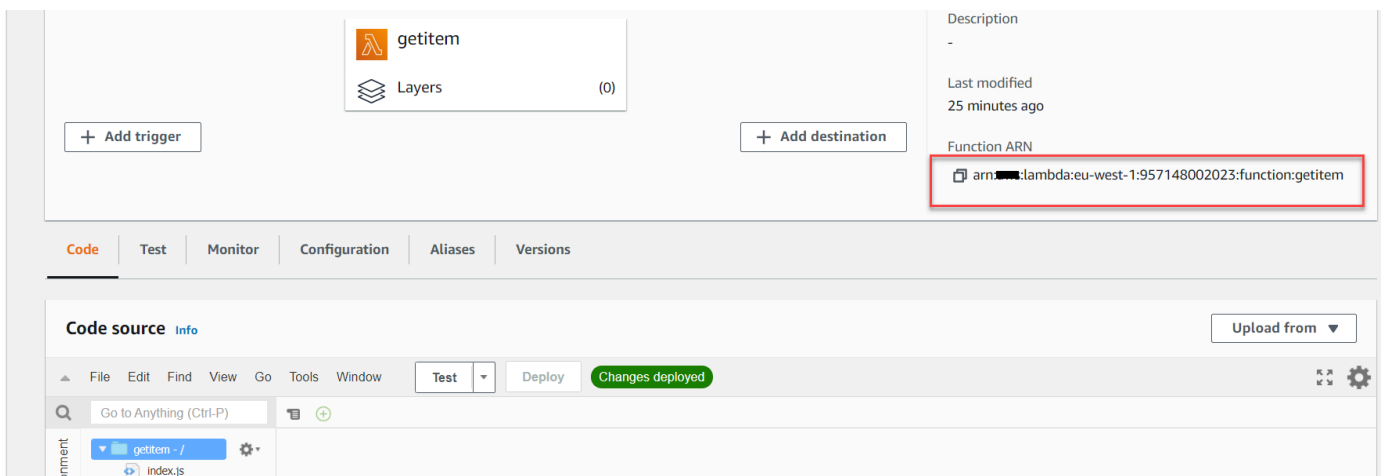 Description
getitem
-
Layers (0)
Last modified
25 minutes ago
+ Add trigger
+ Add destination
Function ARN
arn: :lambda:eu-west-1:957148002023:function:getitem
Code Test Monitor Configuration Aliases Versions
Code source Info
Upload from
File Edit Find View Go Tools Window Test Deploy Changes deployed
Go to Anything (Ctrl-P)
getitem - /
index.js